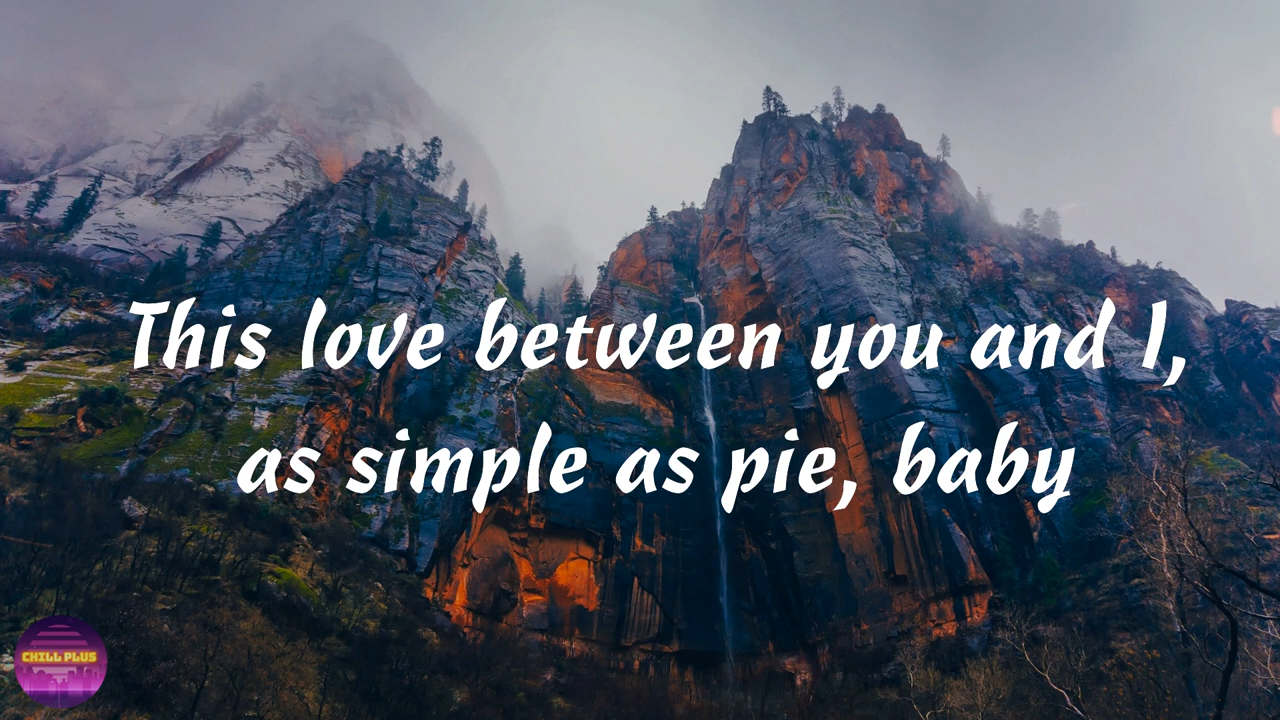 This love between you and I,
as simple as pie, baby
CHILL PLUS